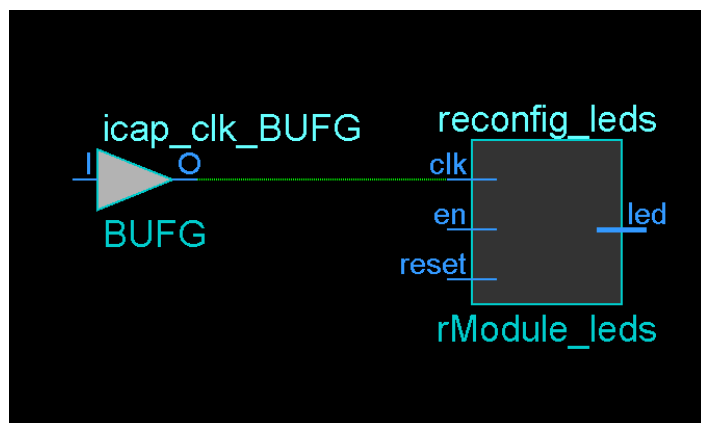 icap_clk_BUFG
I
O
BUFG
reconfig_leds
clk
en
reset
led
rModule_leds